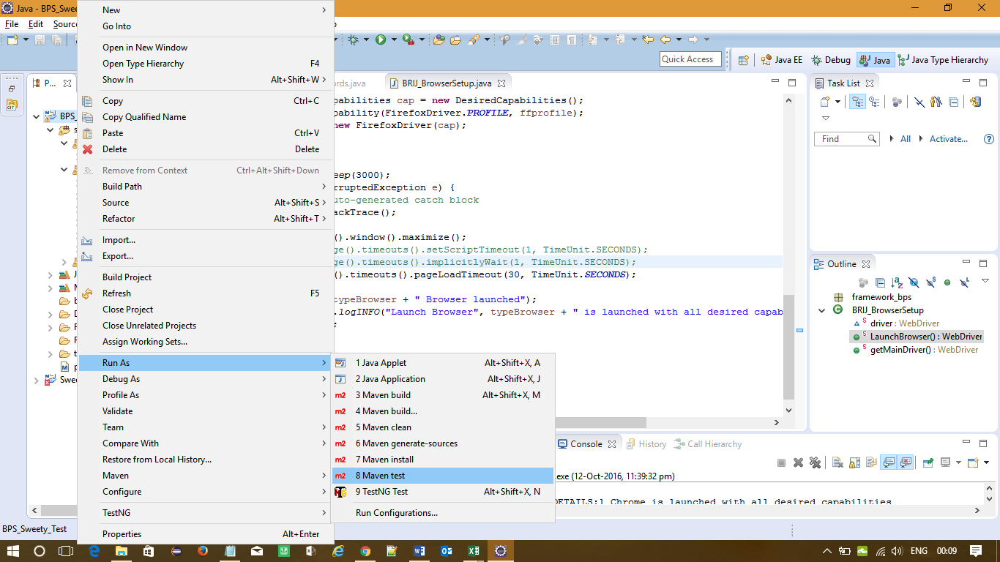 Java - BPS_Swe
File Edit Sourc
Quick Access
Java EE
Debug
Java
Java Type Hierarchy
P...
BPS_
s
J
M
b
D
F
F
t
p
Swee
New
Go Into
Open in New Window
Open Type Hierarchy F4
Show In Alt+Shift+W
Copy Ctrl+C
Copy Qualified Name
Paste Ctrl+V
Delete Delete
Remove from Context Ctrl+Alt+Shift+Down
Build Path
Source Alt+Shift+S
Refactor Alt+Shift+T
Import...
Export...
Build Project
Refresh F5
Close Project
Close Unrelated Projects
Assign Working Sets...
Run As
Debug As
Profile As
Validate
Team
Compare With
Restore from Local History...
Maven
Configure
TestNG
Properties Alt+Enter
1 Java Applet Alt+Shift+X, A
2 Java Application Alt+Shift+X, J
3 Maven build Alt+Shift+X, M
m2 4 Maven build...
m2 5 Maven clean
m2 6 Maven generate-sources
m2 7 Maven install
m2 8 Maven test
9 TestNG Test Alt+Shift+X, N
Run Configurations...
ords.java
BRIJ_BrowserSetup.java
pabilities cap = new DesiredCapabilities();
pability(FirefoxDriver.PROFILE, ffprofile);
new FirefoxDriver(cap);
eep(3000);
rruptedException e) {
uto-generated catch block
ackTrace();
().window().maximize();
ge().timeouts().setScriptTimeout(1, TimeUnit.SECONDS);
ge().timeouts().implicitlyWait(1, TimeUnit.SECONDS);
().timeouts().pageLoadTimeout(30, TimeUnit.SECONDS);
typeBrowser + " Browser launched");
.logINFO("Launch Browser", typeBrowser + " is launched with all desired capab
;
Task List
Find
All
Activate...
Outline
framework_bps
BRIJ_BrowserSetup
driver : WebDriver
LaunchBrowser() : WebDriver
getMainDriver() : WebDriver
Console
History
Call Hierarchy
.exe (12-Oct-2016, 11:39:32 pm)
DETAILS:] Chrome is launched with all desired capabilities
BPS_Sweety_Test
ENG 00:09